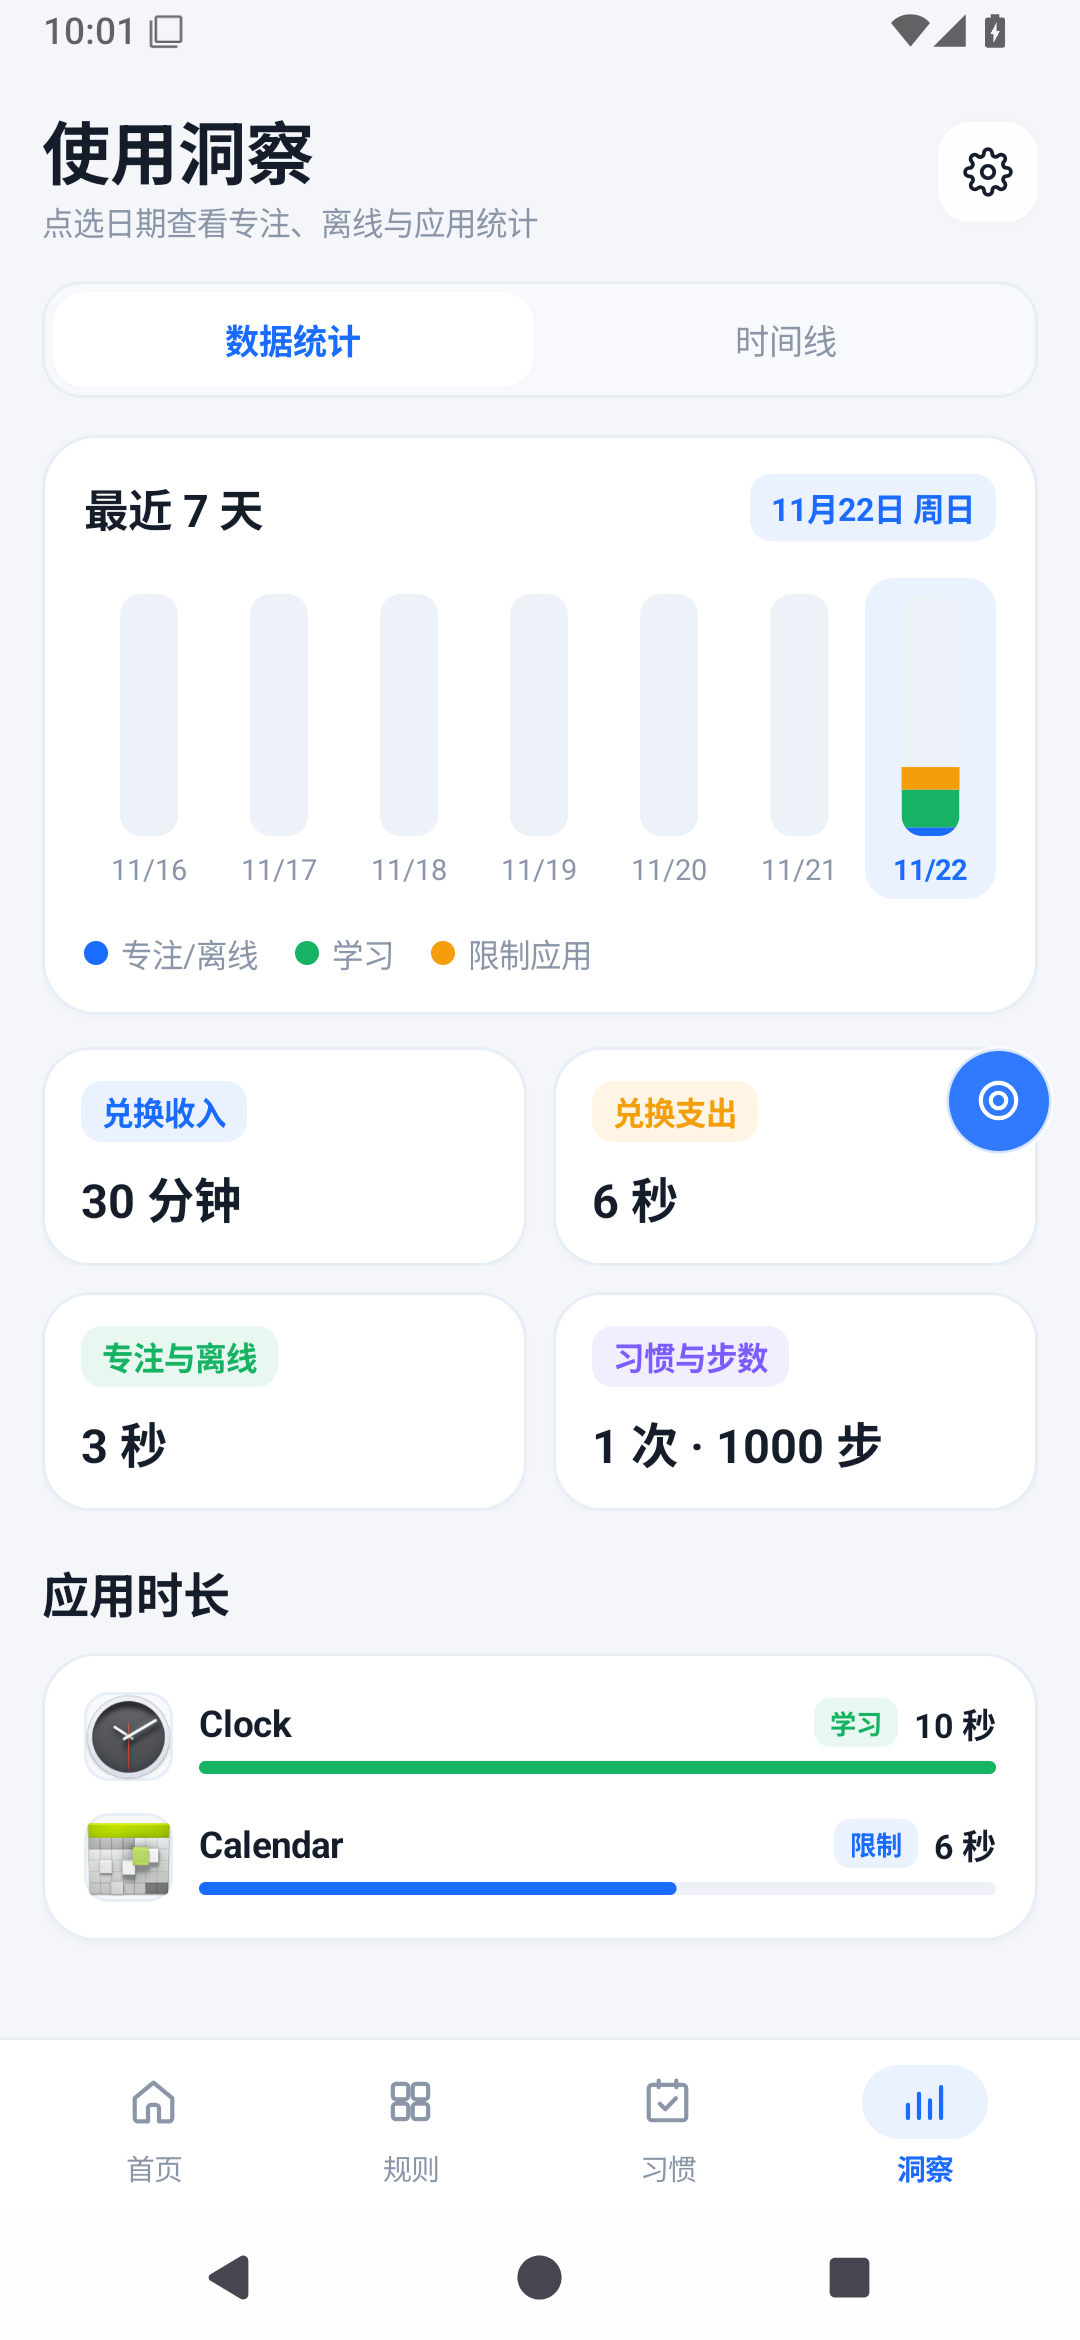 10:01
使用洞察
点选日期查看专注、离线与应用统计
数据统计
时间线
最近 7 天
11月22日 周日
11/16
11/17
11/18
11/19
11/20
11/21
11/22
专注/离线
学习
限制应用
兑换收入
30 分钟
兑换支出
6 秒
专注与离线
3 秒
习惯与步数
1 次 · 1000 步
应用时长
Clock
学习
10 秒
Calendar
限制
6 秒
首页
规则
习惯
洞察